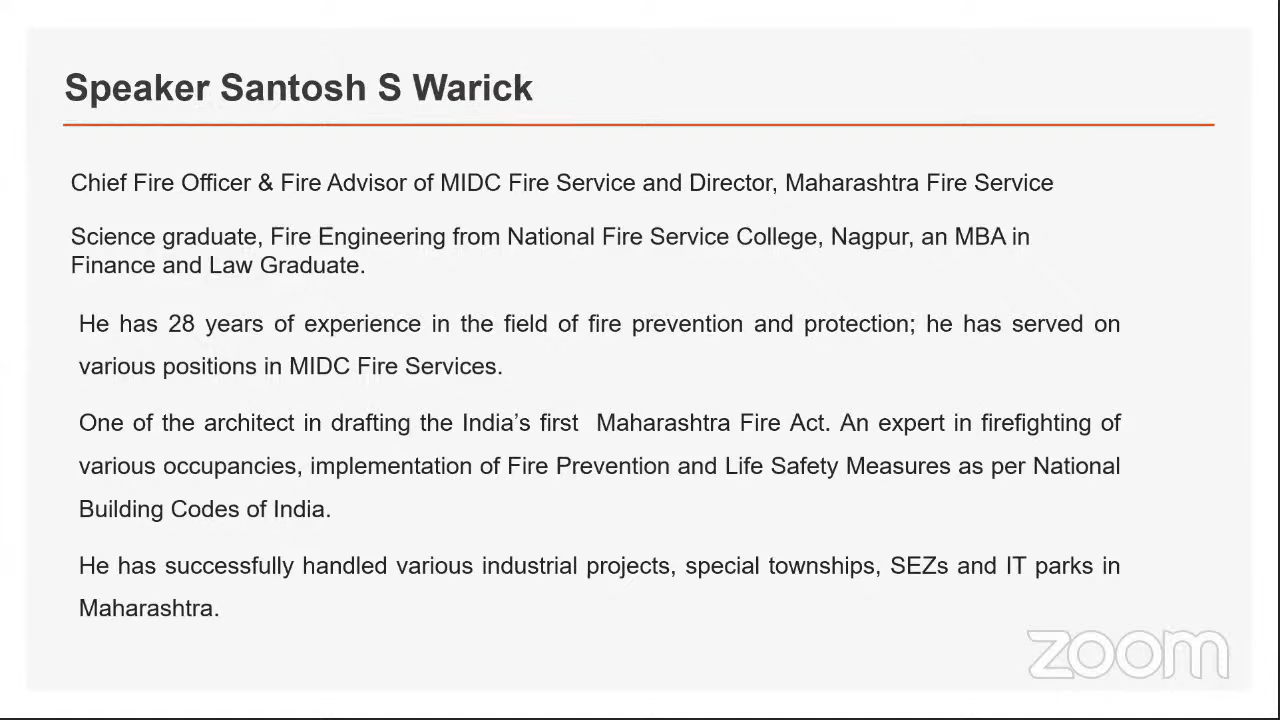 Speaker Santosh S Warick
Chief Fire Officer & Fire Advisor of MIDC Fire Service and Director, Maharashtra Fire Service
Science graduate, Fire Engineering from National Fire Service College, Nagpur, an MBA in
Finance and Law Graduate.
He has 28 years of experience in the field of fire prevention and protection; he has served on
various positions in MIDC Fire Services.
One of the architect in drafting the India’s first Maharashtra Fire Act. An expert in firefighting of
various occupancies, implementation of Fire Prevention and Life Safety Measures as per National
Building Codes of India.
He has successfully handled various industrial projects, special townships, SEZs and IT parks in
Maharashtra.
zoom